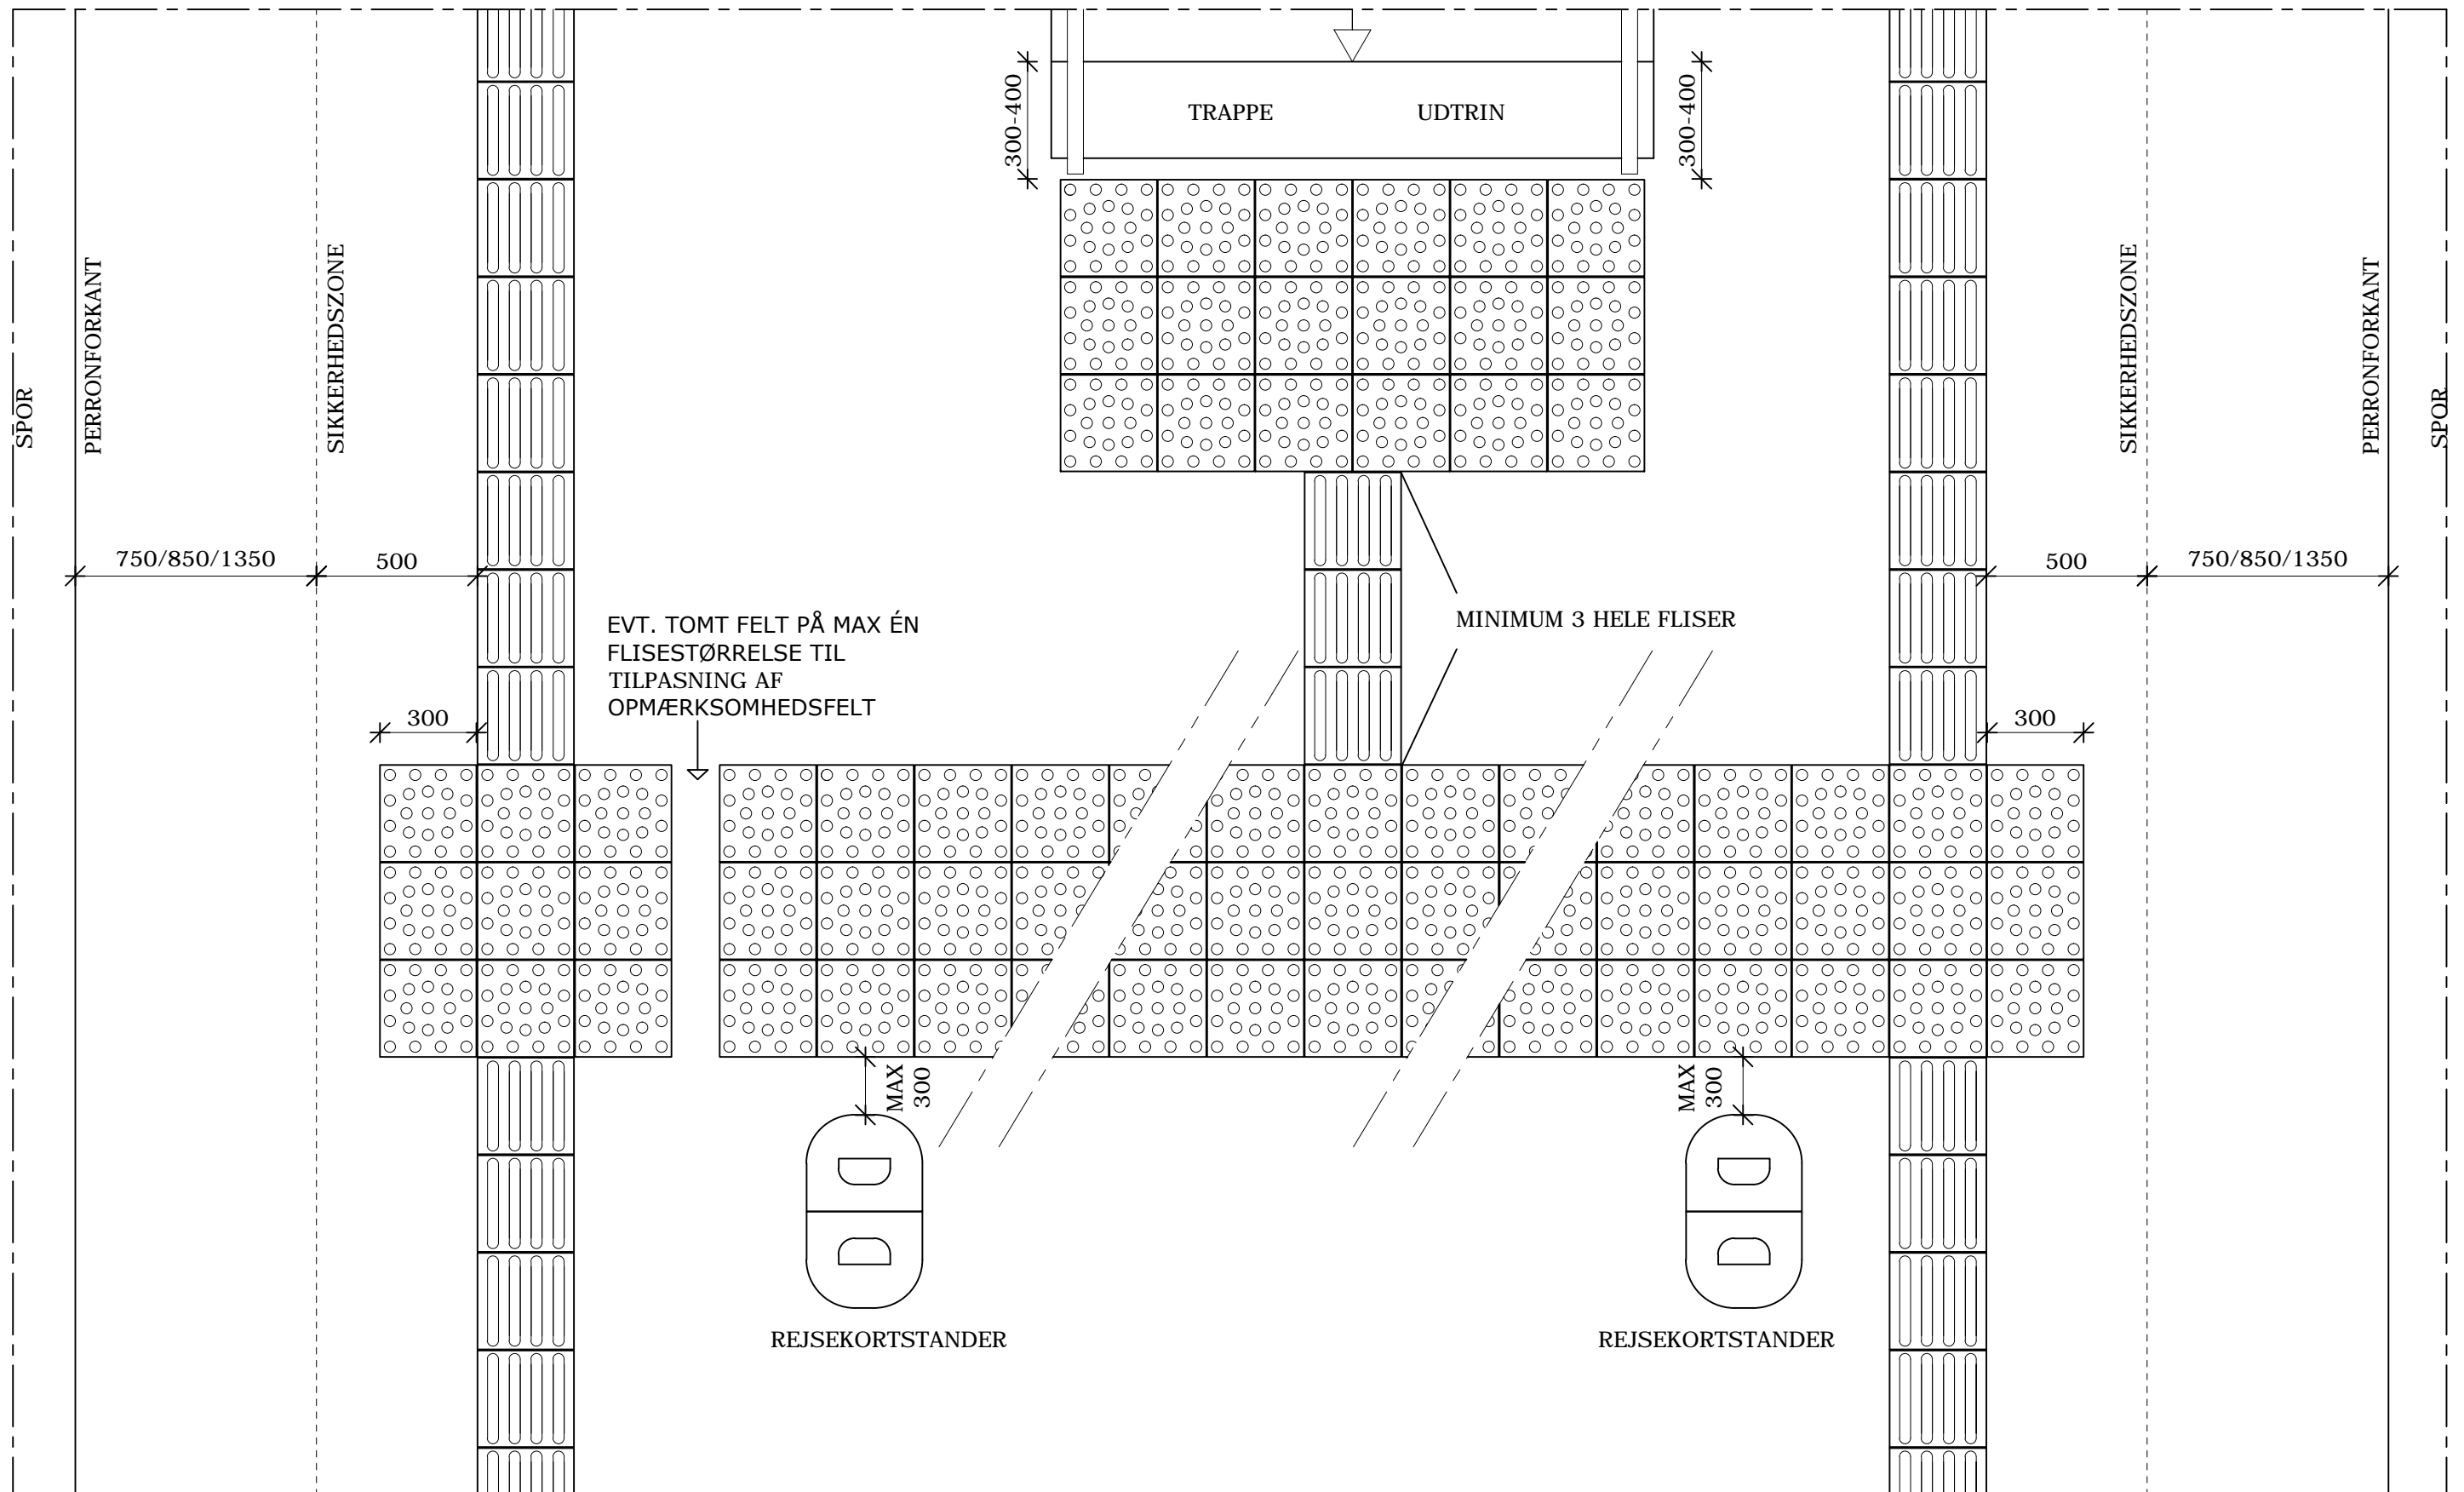 300-400
TRAPPE
UDTRIN
300-400
SPOR
PERRONFORKANT
SIKKERHEDSZONE
SIKKERHEDSZONE
PERRONFORKANT
SPOR
750/850/1350
500
500
750/850/1350
EVT. TOMT FELT PÅ MAX ÉN
FLISESTØRRELSE TIL
TILPASNING AF
OPMÆRKSOMHEDSFELT
MINIMUM 3 HELE FLISER
300
300
MAX
300
MAX
300
REJSEKORTSTANDER
REJSEKORTSTANDER